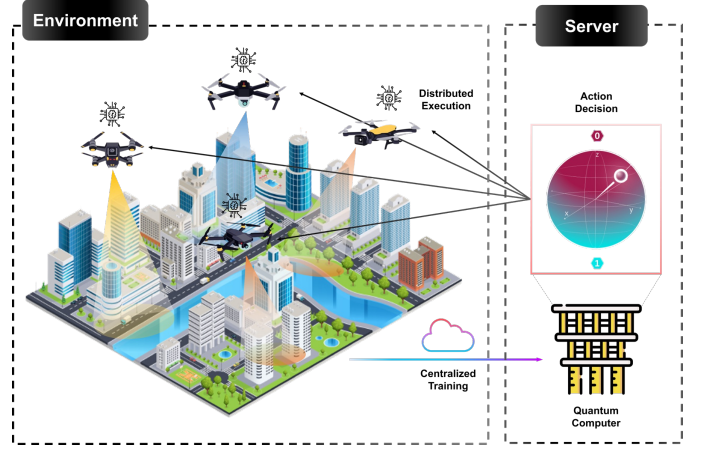 Environment
Server
Distributed
Execution
Action
Decision
0
Z
X
Y
1
Centralized
Training
Quantum
Computer